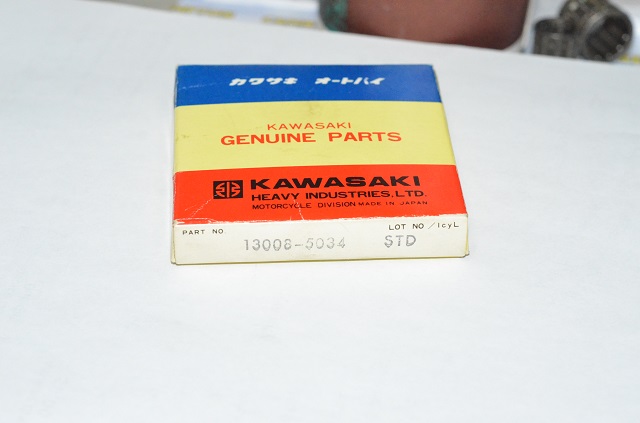 カワサキ オートバイ
KAWASAKI
GENUINE PARTS
KAWASAKI
HEAVY INDUSTRIES, LTD.
MOTORCYCLE DIVISION MADE IN JAPAN
PART NO. LOT NO / 1cyL
13008-5034 STD